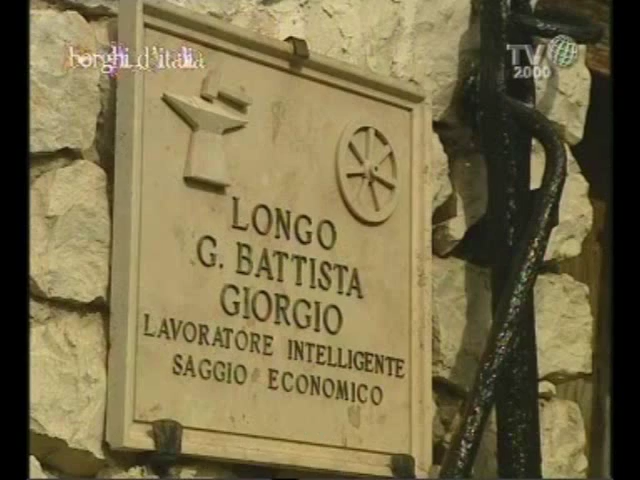 borghi d'italia
TV
2000
LONGO
G. BATTISTA
GIORGIO
LAVORATORE INTELLIGENTE
SAGGIO ECONOMICO